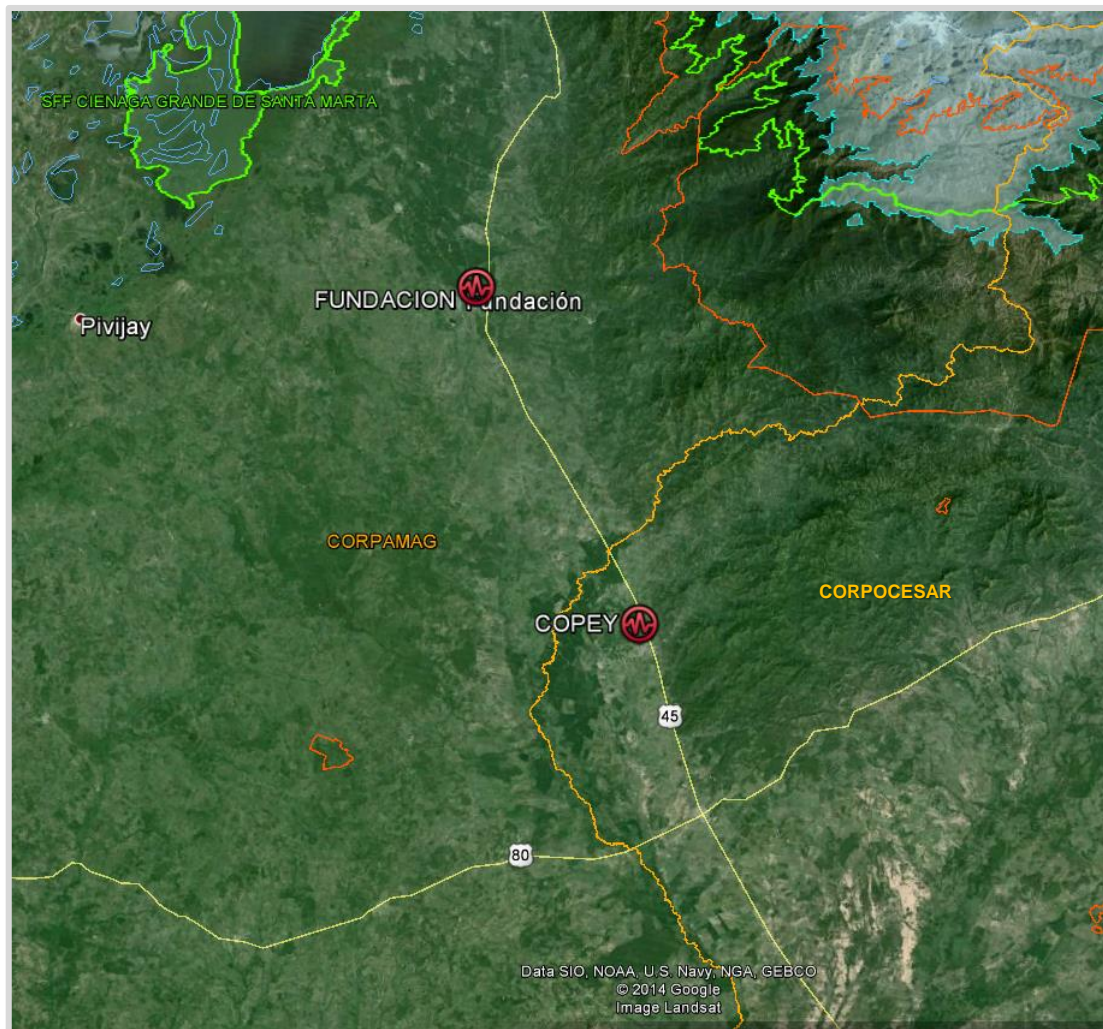 SFF CIENAGA GRANDE DE SANTA MARTA
FUNDACION Fundación
Pivijay
CORPAMAG
CORPOCESAR
COPEY
45
80
Data SIO, NOAA, U.S. Navy, NGA, GEBCO
© 2014 Google
Image Landsat